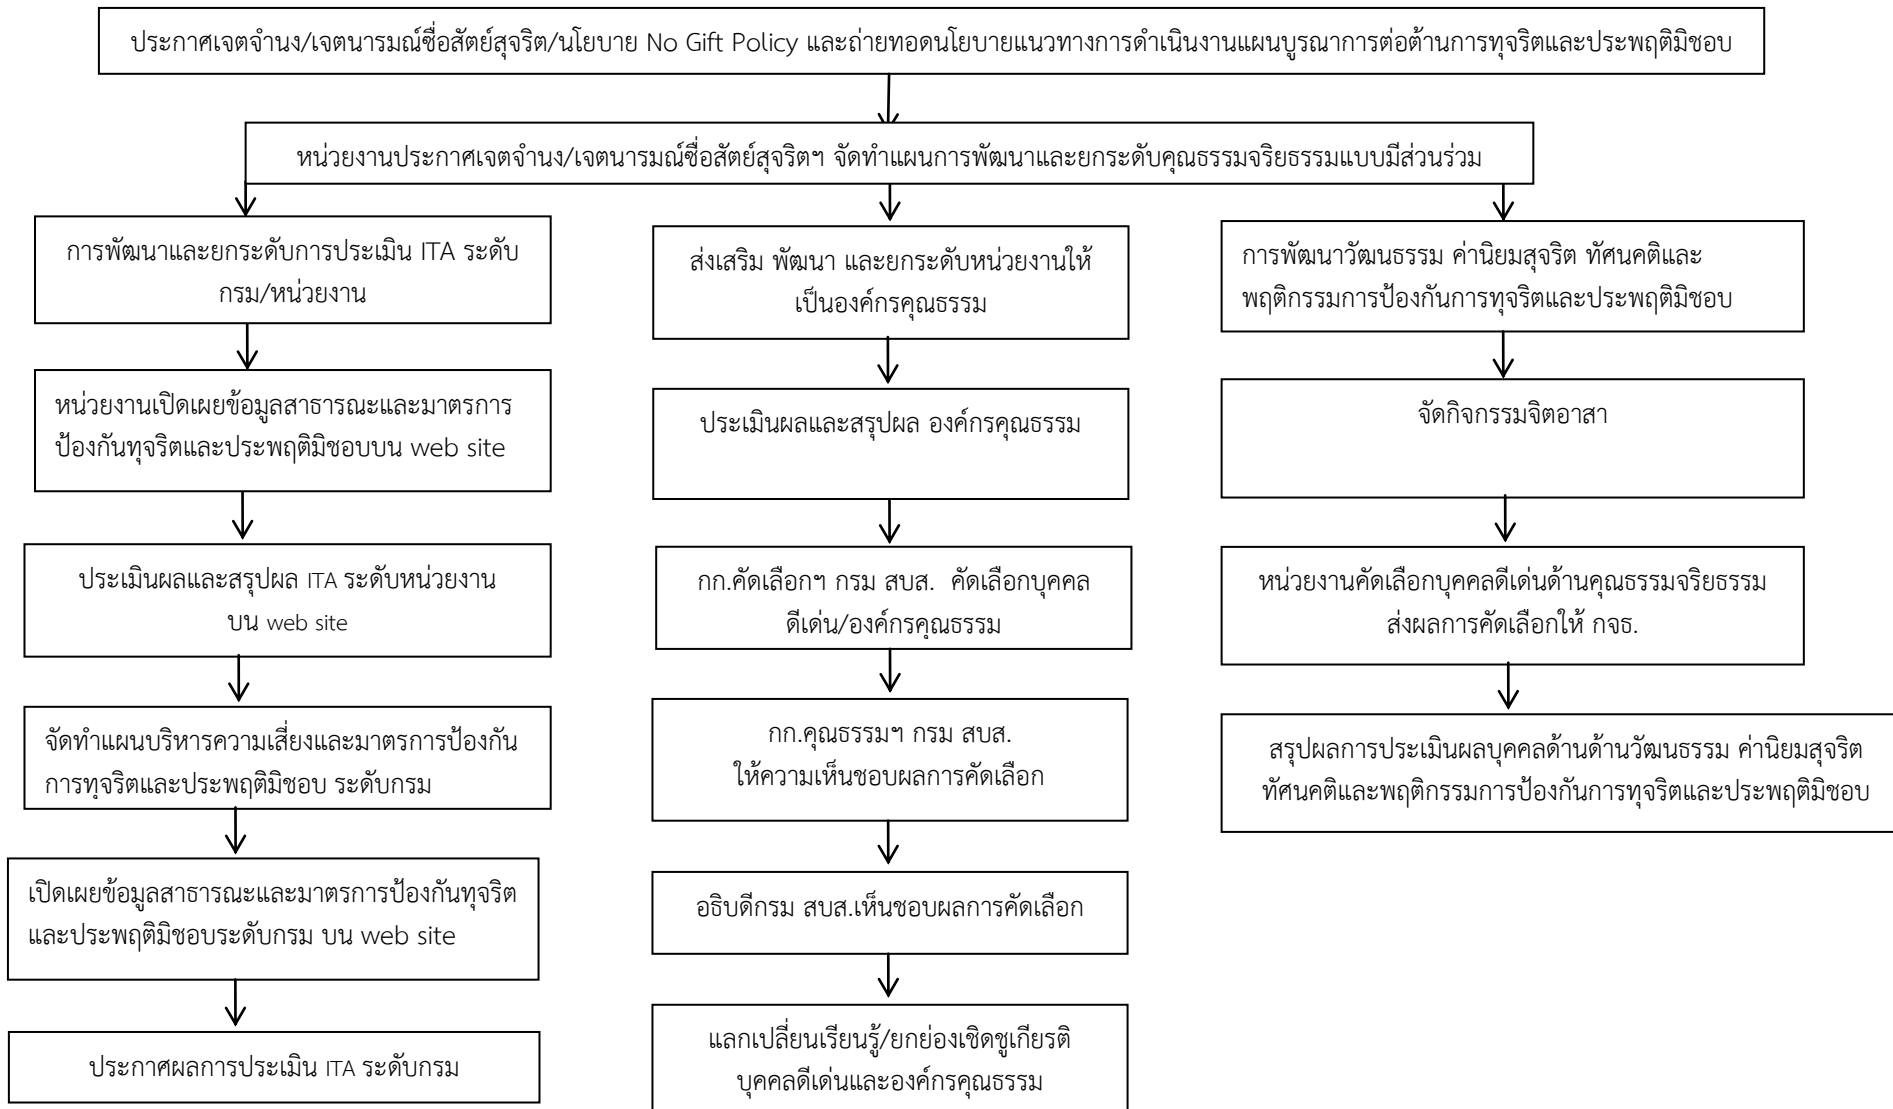 ประกาศเจตจำนง/เจตนารมณ์ซื่อสัตย์สุจริต/นโยบาย No Gift Policy และถ่ายทอดนโยบายแนวทางการดำเนินงานแผนบูรณาการต่อต้านการทุจริตและประพฤติมิชอบ
หน่วยงานประกาศเจตจำนง/เจตนารมณ์ซื่อสัตย์สุจริตฯ จัดทำแผนการพัฒนาและยกระดับคุณธรรมจริยธรรมแบบมีส่วนร่วม
การพัฒนาและยกระดับการประเมิน ITA ระดับ
กรม/หน่วยงาน
หน่วยงานเปิดเผยข้อมูลสาธารณะและมาตรการ
ป้องกันทุจริตและประพฤติมิชอบบน web site
ประเมินผลและสรุปผล ITA ระดับหน่วยงาน
บน web site
จัดทำแผนบริหารความเสี่ยงและมาตรการป้องกัน
การทุจริตและประพฤติมิชอบ ระดับกรม
เปิดเผยข้อมูลสาธารณะและมาตรการป้องกันทุจริต
และประพฤติมิชอบระดับกรม บน web site
ประกาศผลการประเมิน ITA ระดับกรม
ส่งเสริม พัฒนา และยกระดับหน่วยงานให้
เป็นองค์กรคุณธรรม
ประเมินผลและสรุปผล องค์กรคุณธรรม
กก.คัดเลือกฯ กรม สบส. คัดเลือกบุคคล
ดีเด่น/องค์กรคุณธรรม
กก.คุณธรรมฯ กรม สบส.
ให้ความเห็นชอบผลการคัดเลือก
อธิบดีกรม สบส.เห็นชอบผลการคัดเลือก
แลกเปลี่ยนเรียนรู้/ยกย่องเชิดชูเกียรติ
บุคคลดีเด่นและองค์กรคุณธรรม
การพัฒนาวัฒนธรรม ค่านิยมสุจริต ทัศนคติและ
พฤติกรรมการป้องกันการทุจริตและประพฤติมิชอบ
จัดกิจกรรมจิตอาสา
หน่วยงานคัดเลือกบุคคลดีเด่นด้านคุณธรรมจริยธรรม
ส่งผลการคัดเลือกให้ กจธ.
สรุปผลการประเมินผลบุคคลด้านด้านวัฒนธรรม ค่านิยมสุจริต
ทัศนคติและพฤติกรรมการป้องกันการทุจริตและประพฤติมิชอบ